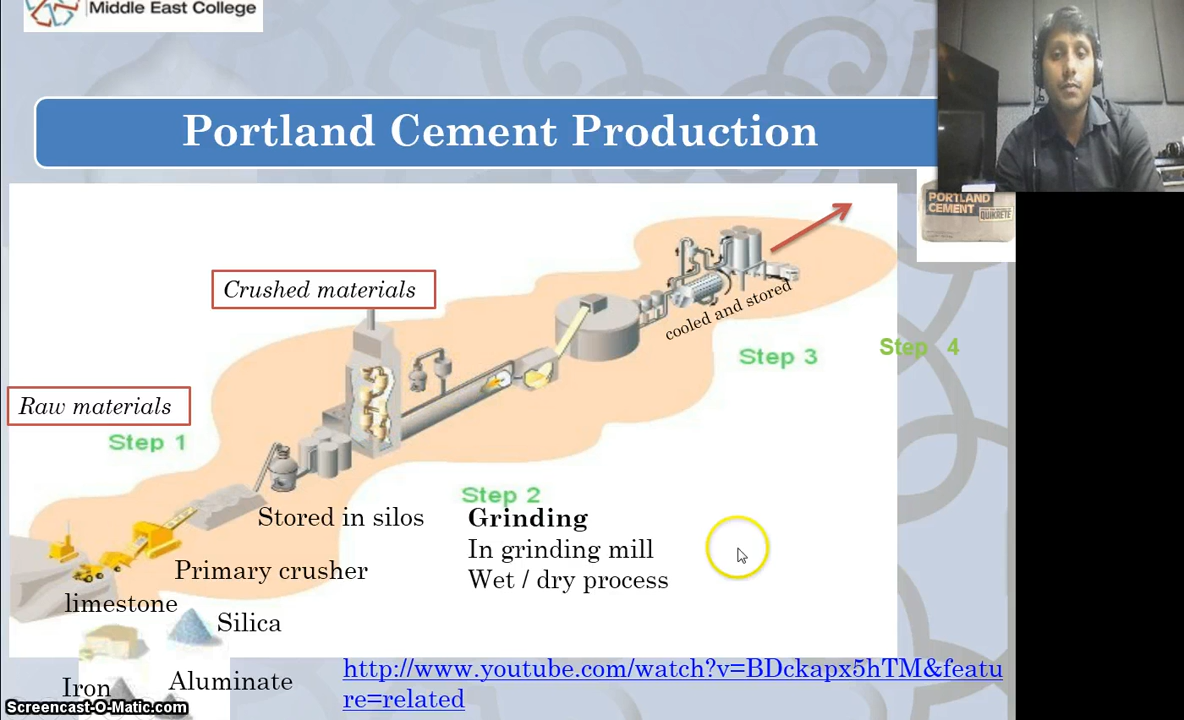 Middle East College
Portland Cement Production
PORTLAND
CEMENT
QUIKRETE
Crushed materials
cooled and stored
Step 3
Step 4
Raw materials
Step 1
Step 2
Stored in silos
Grinding
In grinding mill
Primary crusher
Wet / dry process
limestone
Silica
http://www.youtube.com/watch?v=BDckapx5hTM&featu
re=related
Aluminate
Iron
Screencast-O-Matic.com